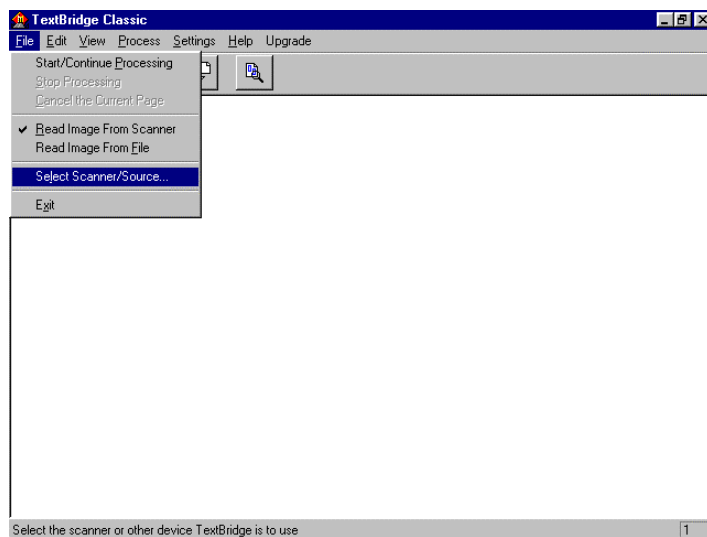 TextBridge Classic
File Edit View Process Settings Help Upgrade
Start/Continue Processing
Stop Processing
Cancel the Current Page
Read Image From Scanner
Read Image From File
Select Scanner/Source...
Exit
Select the scanner or other device TextBridge is to use 1